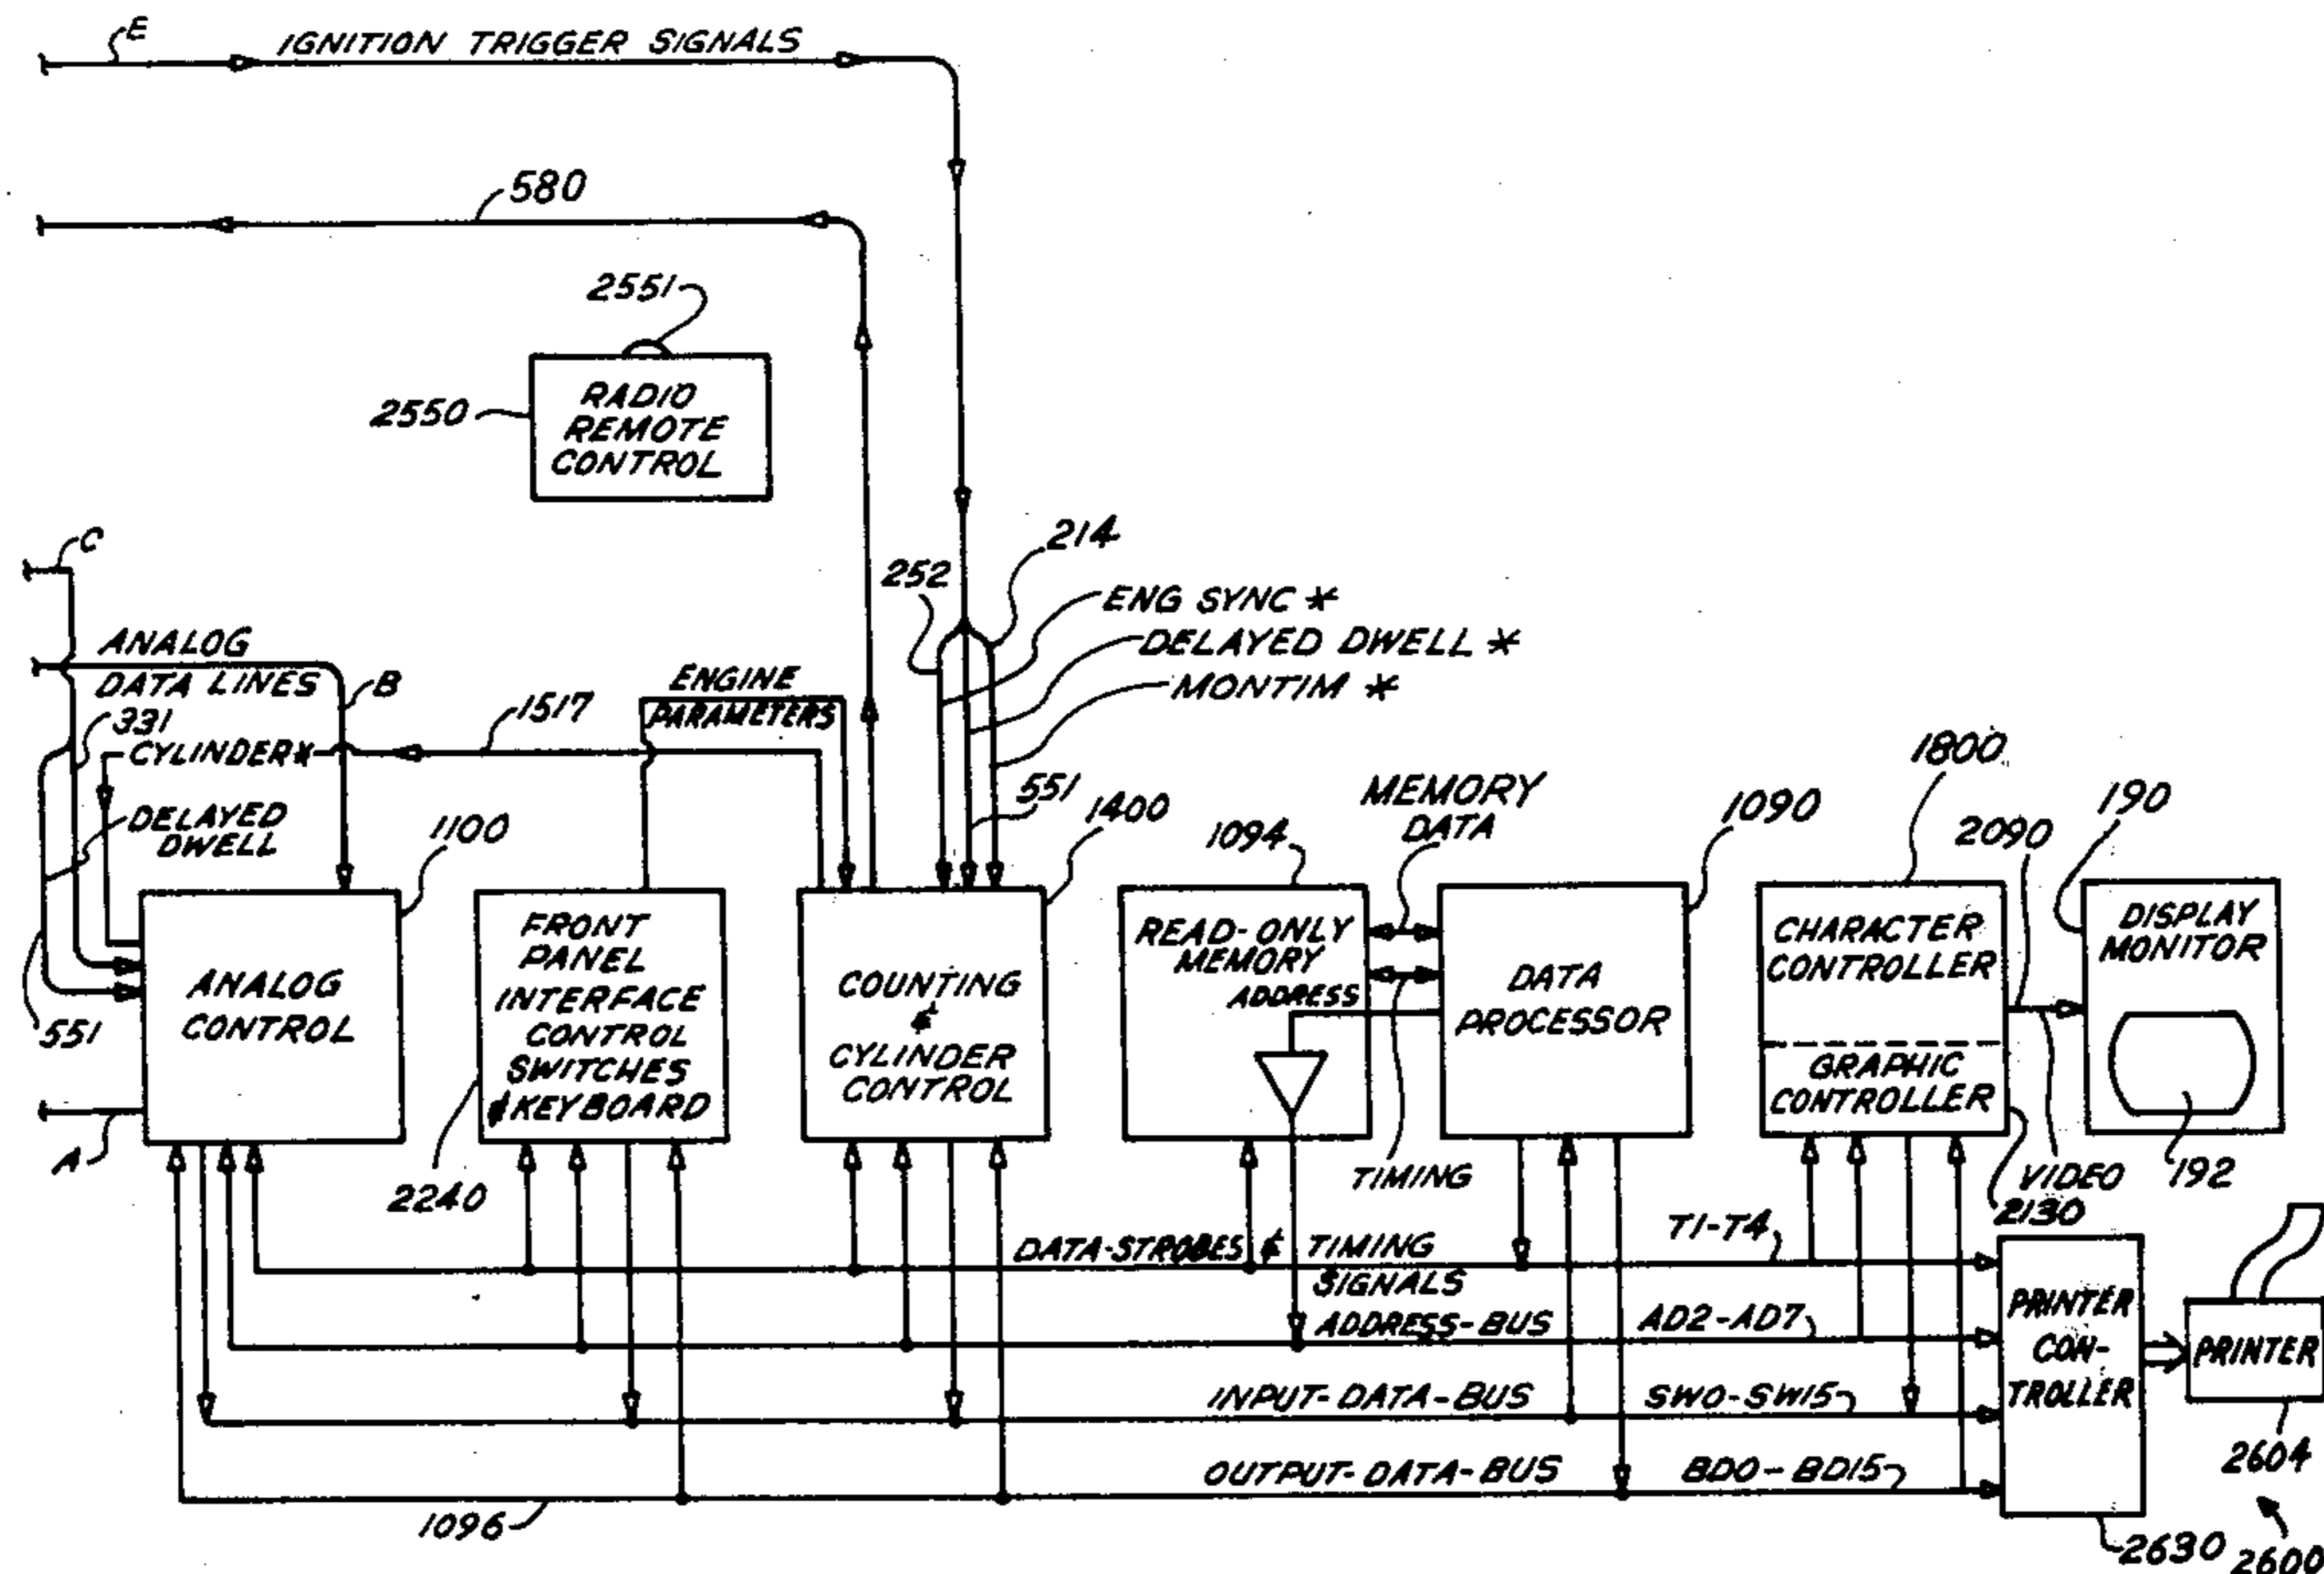 E
IGNITION TRIGGER SIGNALS
580
2551
2550
RADIO
REMOTE
CONTROL
C
214
252
ENG SYNC *
DELAYED DWELL *
MONTIM *
ANALOG
DATA LINES
B
331
1517
ENGINE
PARAMETERS
CYLINDER*
DELAYED
DWELL
1100
551
1400
1094
MEMORY
DATA
1090
1800
2090
190
ANALOG
CONTROL
551
A
FRONT
PANEL
INTERFACE
CONTROL
SWITCHES
& KEYBOARD
2240
COUNTING
&
CYLINDER
CONTROL
READ-ONLY
MEMORY
ADDRESS
DATA
PROCESSOR
TIMING
CHARACTER
CONTROLLER
GRAPHIC
CONTROLLER
DISPLAY
MONITOR
192
VIDEO
2130
DATA-STROBES & TIMING
SIGNALS
T1-T4
ADDRESS-BUS
AD2-AD7
INPUT-DATA-BUS
SW0-SW15
OUTPUT-DATA-BUS
BD0-BD15
1096
PRINTER
CON-
TROLLER
PRINTER
2604
2630
2600